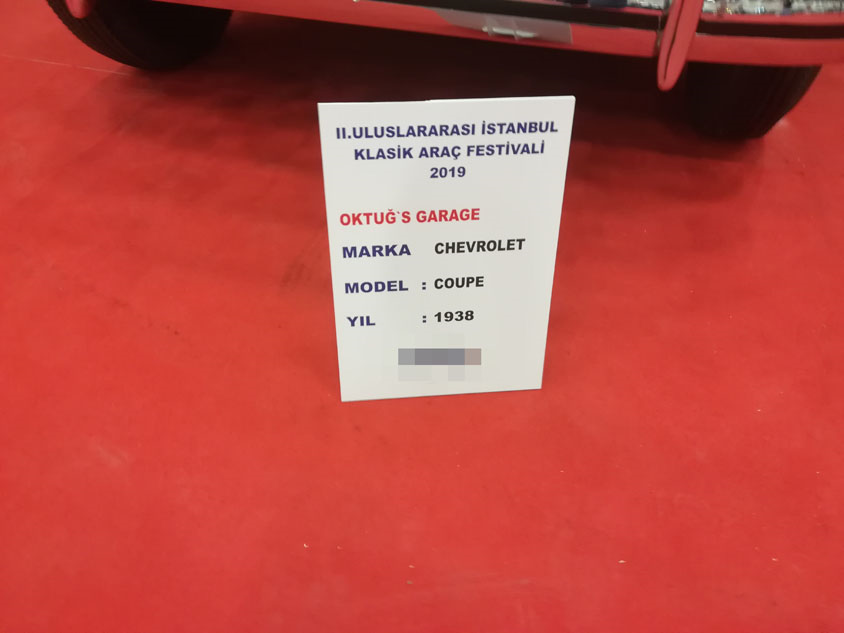 II.ULUSLARARASI İSTANBUL
KLASİK ARAÇ FESTİVALİ
2019
OKTUĞ`S GARAGE
MARKA CHEVROLET
MODEL : COUPE
YIL : 1938